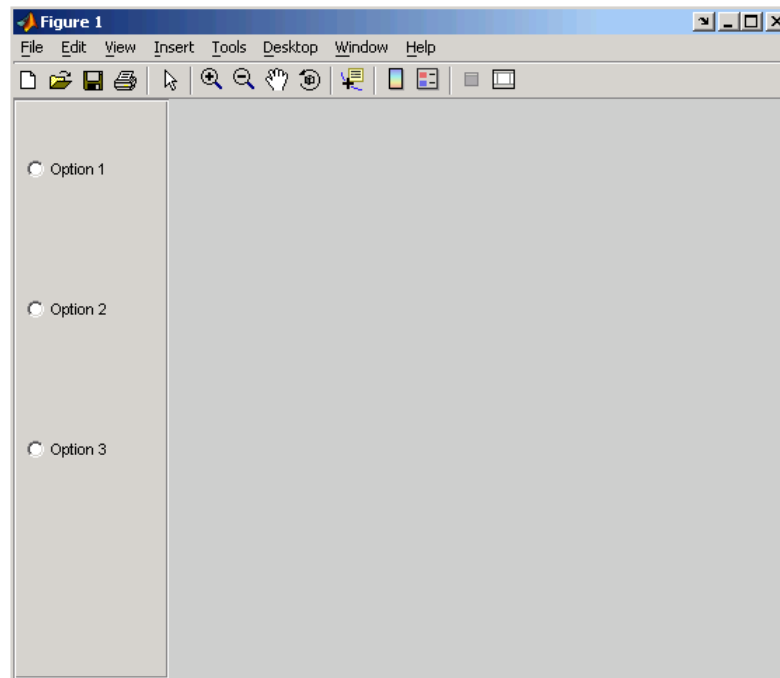 Figure 1
File Edit View Insert Tools Desktop Window Help
Option 1
Option 2
Option 3